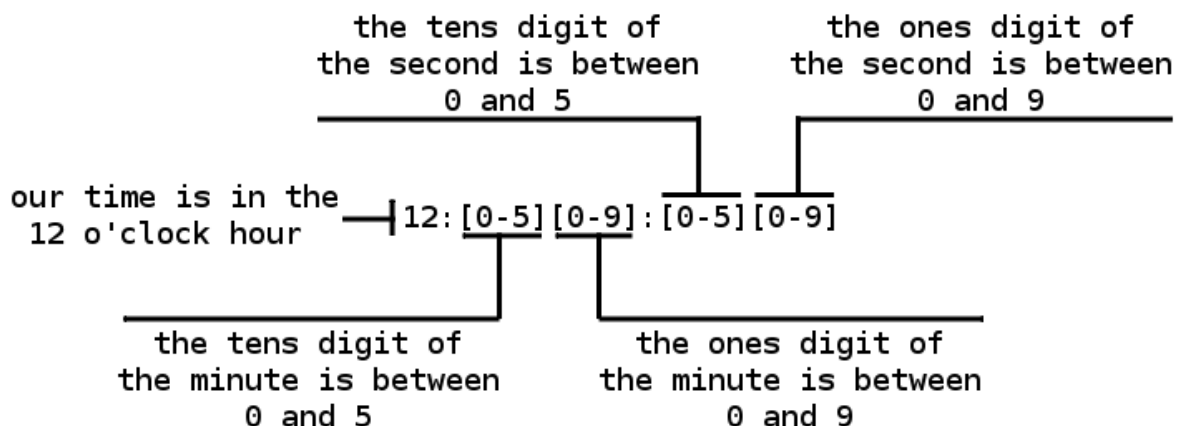 the tens digit of
the second is between
0 and 5
the ones digit of
the second is between
0 and 9
our time is in the
12 o'clock hour
12:[0-5][0-9]:[0-5][0-9]
the tens digit of
the minute is between
0 and 5
the ones digit of
the minute is between
0 and 9